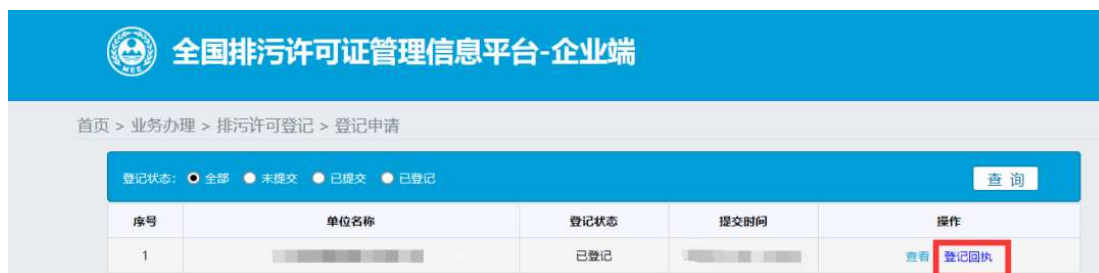 MEE
全国排污许可证管理信息平台-企业端
首页 > 业务办理 > 排污许可登记 > 登记申请
登记状态: 全部 未提交 已提交 已登记 查 询
序号 单位名称 登记状态 提交时间 操作
1 已登记 查看 登记回执